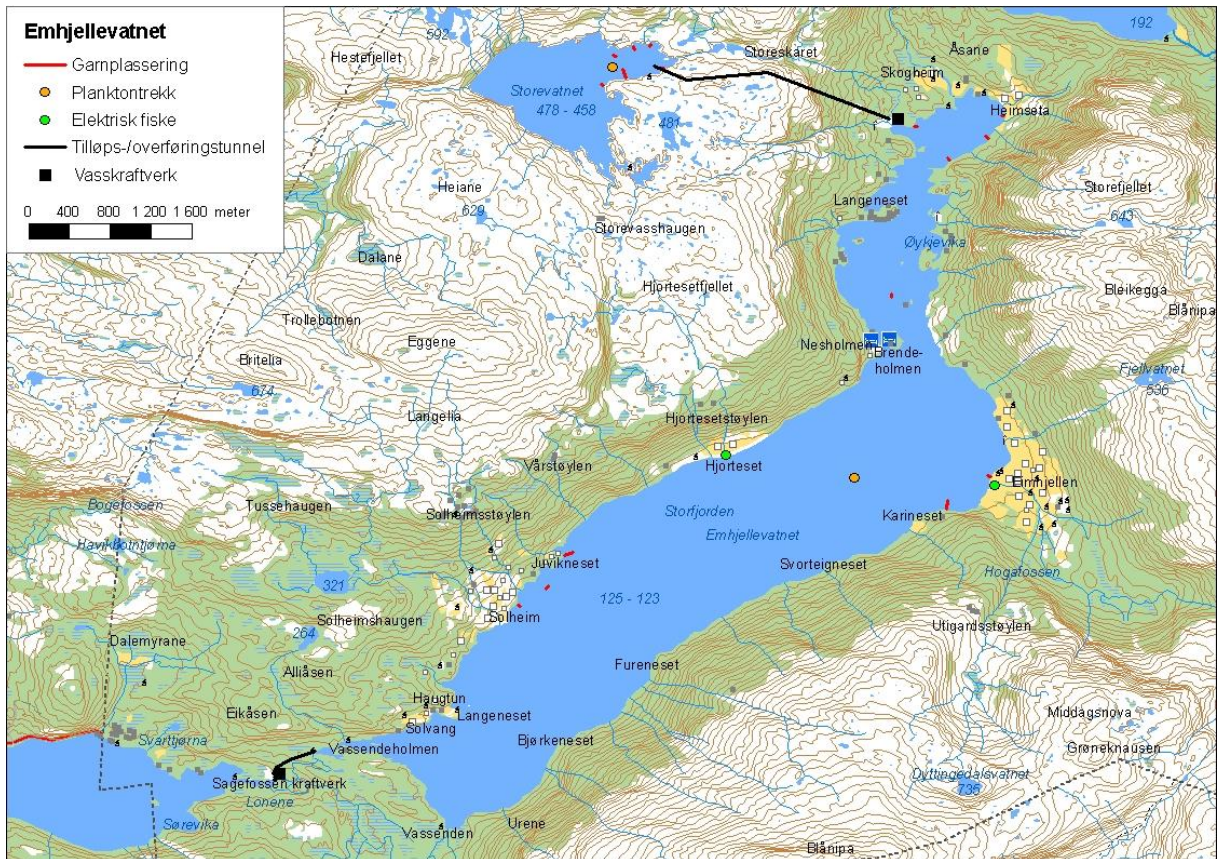 Emhjellevatnet
Garnplassering
Planktontrekk
Elektrisk fiske
Tilløps-/overføringstunnel
Vasskraftverk
0 400 800 1 200 1 600 meter
592
192
Hestefjellet
Storeskaret
Åsane
Skogheim
Storevatnet
478 - 458
Heimseta
481
Heiane
Storefjellet
629
Langeneset
643
Storevasshaugen
Øykjevika
Dalane
Hjortesetfjellet
Bleikegga
Trollebotnen
Blånipa
Eggene
Nesholmen
Britelia
Brende-
holmen
Fjellvatnet
536
674
Langelia
Hjortesetstøylen
Vårstøylen
Hjorteset
Eimhjellen
Bogefossen
Tussehaugen
Solheimsstøylen
Storfjorden
Karineset
Emhjellevatnet
Havikbotntjørna
Juvikneset
Svorteigneset
Hogafossen
321
125 - 123
Solheimshaugen
Solheim
Utigardsstøylen
264
Dalemyrane
Alliåsen
Fureneset
Haugtun
Eikåsen
Langeneset
Middagsnova
Solvang
Svarttjørna
Vassendeholmen
Bjørkeneset
Grøneknausen
Sagefossen kraftverk
Dyttingedalsvatnet
735
Lonene
Sørevika
Vassenden
Urene
Blånipa